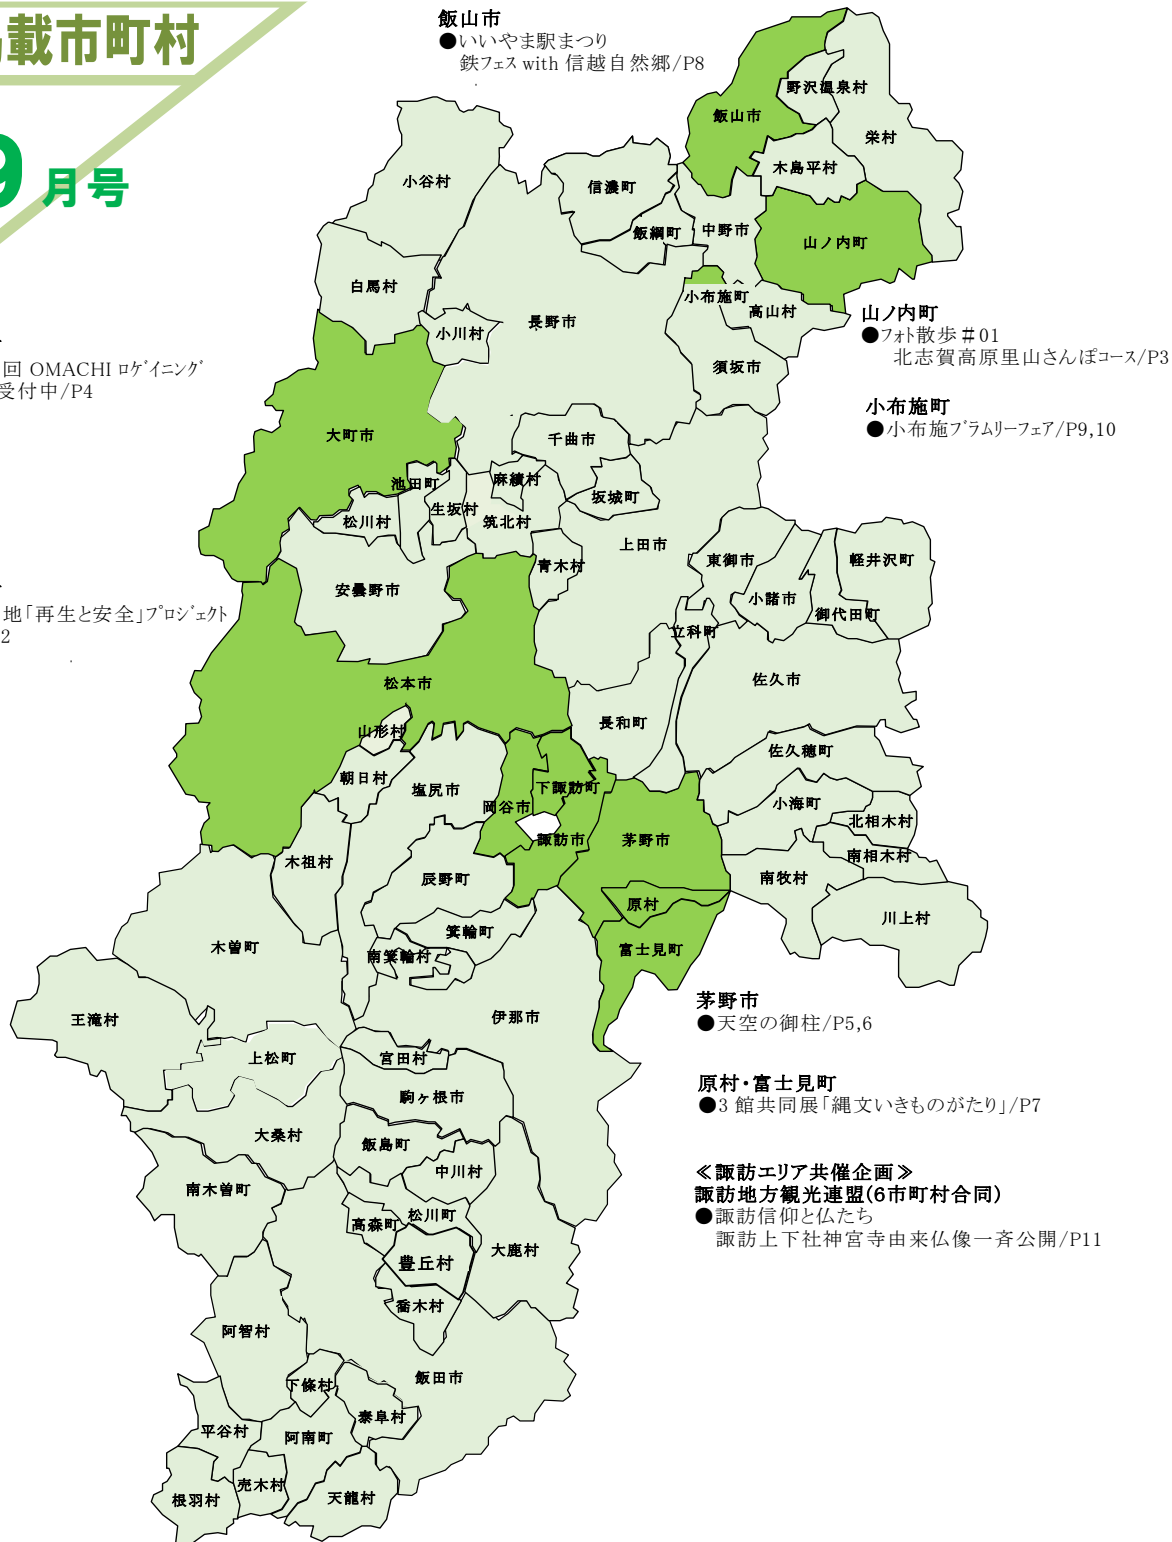 載市町村
9月号
飯山市
●いいやま駅まつり
鉄フェス with 信越自然郷/P8
野沢温泉村
飯山市
栄村
木島平村
小谷村
信濃町
飯綱町
中野市
山ノ内町
白馬村
小布施町
高山村
長野市
小川村
須坂市
山ノ内町
●フォト散歩＃01
北志賀高原里山さんぽコース/P3
小布施町
●小布施ブラムリーフェア/P9,10
回 OMACHI ロゲイニング
受付中/P4
大町市
千曲市
池田町
麻績村
坂城町
生坂村
松川村
筑北村
上田市
青木村
東御市
軽井沢町
安曇野市
小諸市
御代田町
立科町
地「再生と安全」プロジェクト
2
松本市
佐久市
長和町
山形村
佐久穂町
朝日村
塩尻市
下諏訪町
岡谷市
小海町
北相木村
諏訪市
茅野市
南相木村
木祖村
辰野町
南牧村
原村
川上村
箕輪町
木曽町
南箕輪村
富士見町
茅野市
●天空の御柱/P5,6
王滝村
伊那市
上松町
宮田村
原村・富士見町
●3 館共同展「縄文いきものがたり」/P7
駒ヶ根市
大桑村
飯島町
中川村
≪諏訪エリア共催企画≫
諏訪地方観光連盟(6市町村合同)
●諏訪信仰と仏たち
諏訪上下社神宮寺由来仏像一斉公開/P11
南木曽町
松川町
高森町
大鹿村
豊丘村
喬木村
阿智村
飯田市
下條村
泰阜村
平谷村
阿南町
売木村
根羽村
天龍村